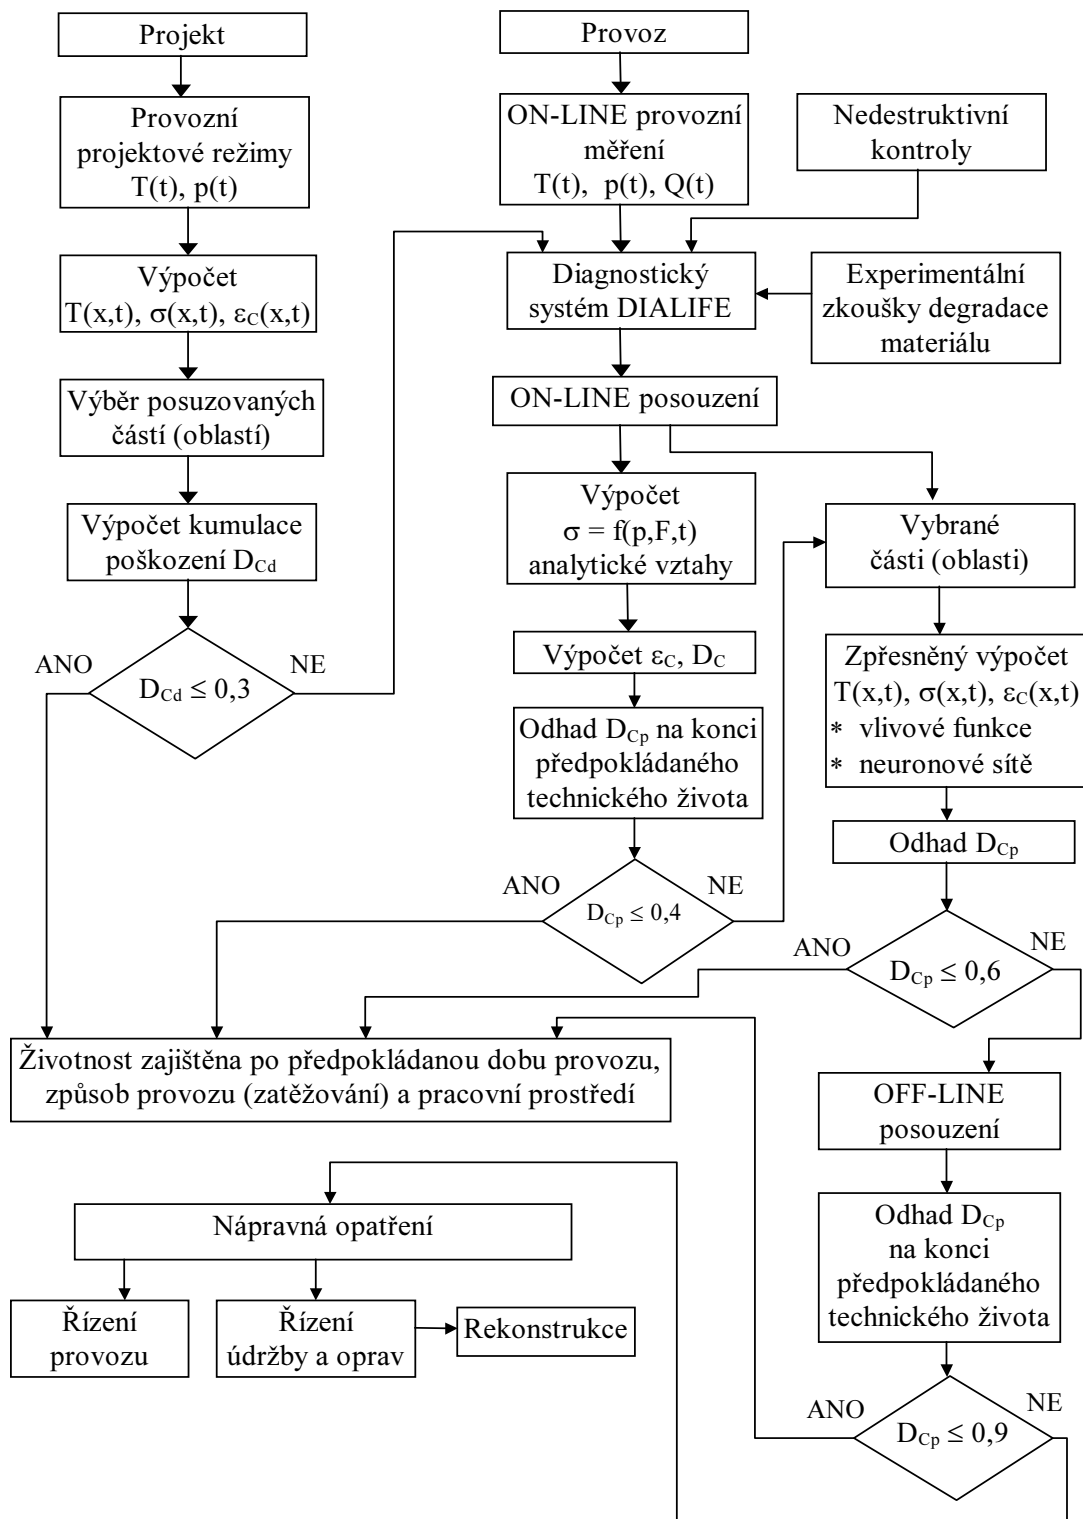 Projekt
Provozní
projektové režimy
T(t), p(t)
Výpočet
T(x,t), σ(x,t), εC(x,t)
Výběr posuzovaných
částí (oblastí)
Výpočet kumulace
poškození DCd
ANO
NE
DCd ≤ 0,3
Provoz
ON-LINE provozní
měření
T(t), p(t), Q(t)
Nedestruktivní
kontroly
Diagnostický
systém DIALIFE
Experimentální
zkoušky degradace
materiálu
ON-LINE posouzení
Výpočet
σ = f(p,F,t)
analytické vztahy
Výpočet εC, DC
Odhad DCp na konci
předpokládaného
technického života
ANO
NE
DCp ≤ 0,4
Vybrané
části (oblasti)
Zpřesněný výpočet
T(x,t), σ(x,t), εC(x,t)
* vlivové funkce
* neuronové sítě
Odhad DCp
ANO
NE
DCp ≤ 0,6
Životnost zajištěna po předpokládanou dobu provozu,
způsob provozu (zatěžování) a pracovní prostředí
OFF-LINE
posouzení
Odhad DCp
na konci
předpokládaného
technického života
ANO
NE
DCp ≤ 0,9
Nápravná opatření
Řízení
provozu
Řízení
údržby a oprav
Rekonstrukce